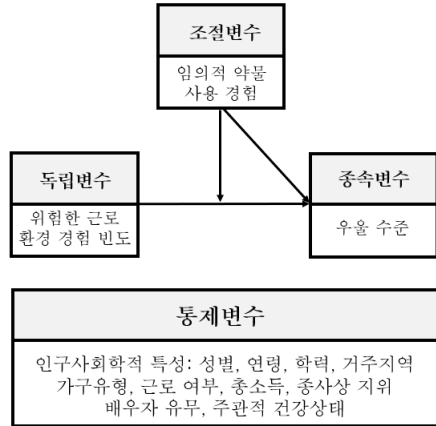 조절변수
임의적 약물
사용 경험
독립변수
위험한 근로
환경 경험 빈도
종속변수
우울 수준
통제변수
인구사회학적 특성: 성별, 연령, 학력, 거주지역
가구유형, 근로 여부, 총소득, 종사상 지위
배우자 유무, 주관적 건강상태